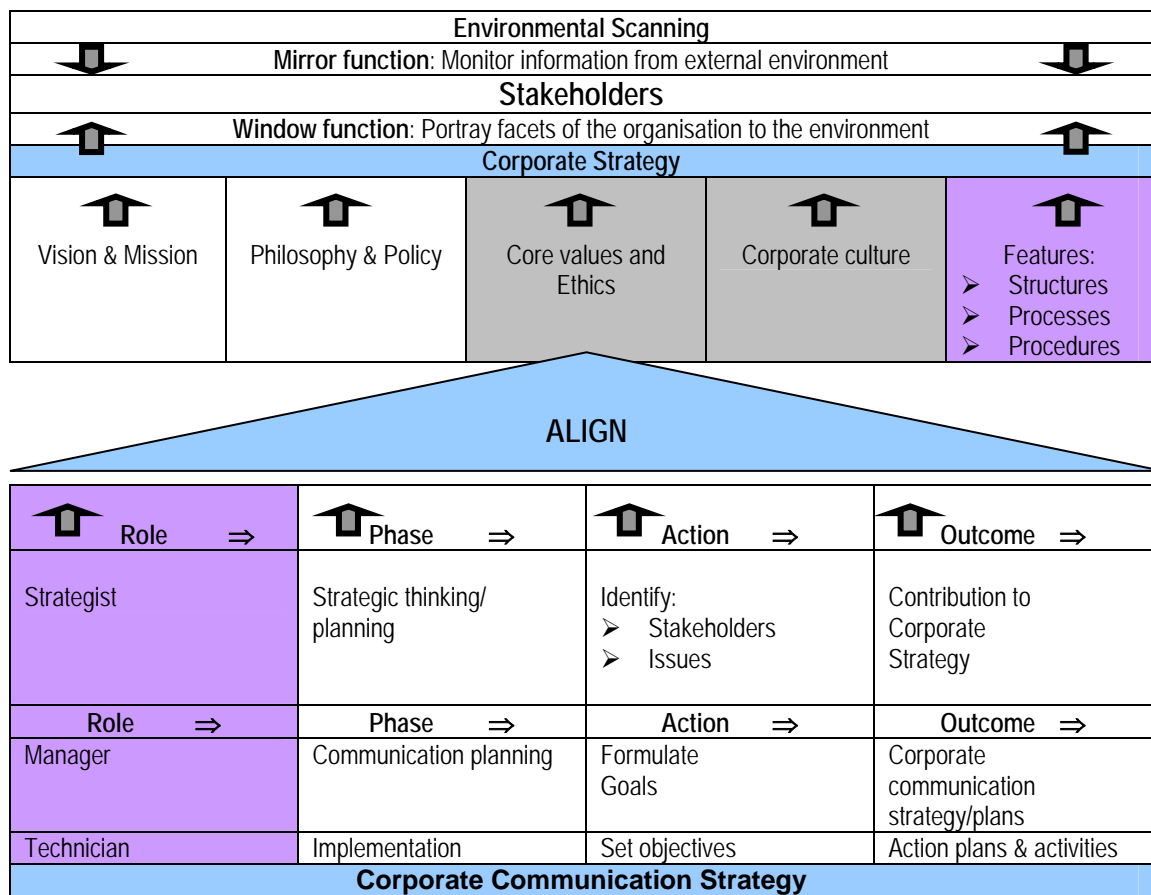 Environmental Scanning
Mirror function: Monitor information from external environment
Stakeholders
Window function: Portray facets of the organisation to the environment
Corporate Strategy
Vision & Mission
Philosophy & Policy
Core values and
Ethics
Corporate culture
Features:
➢ Structures
➢ Processes
➢ Procedures
ALIGN
Role ⇒
Phase ⇒
Action ⇒
Outcome ⇒
Strategist
Strategic thinking/
planning
Identify:
➢ Stakeholders
➢ Issues
Contribution to
Corporate
Strategy
Role ⇒
Phase ⇒
Action ⇒
Outcome ⇒
Manager
Communication planning
Formulate
Goals
Corporate
communication
strategy/plans
Technician
Implementation
Set objectives
Action plans & activities
Corporate Communication Strategy